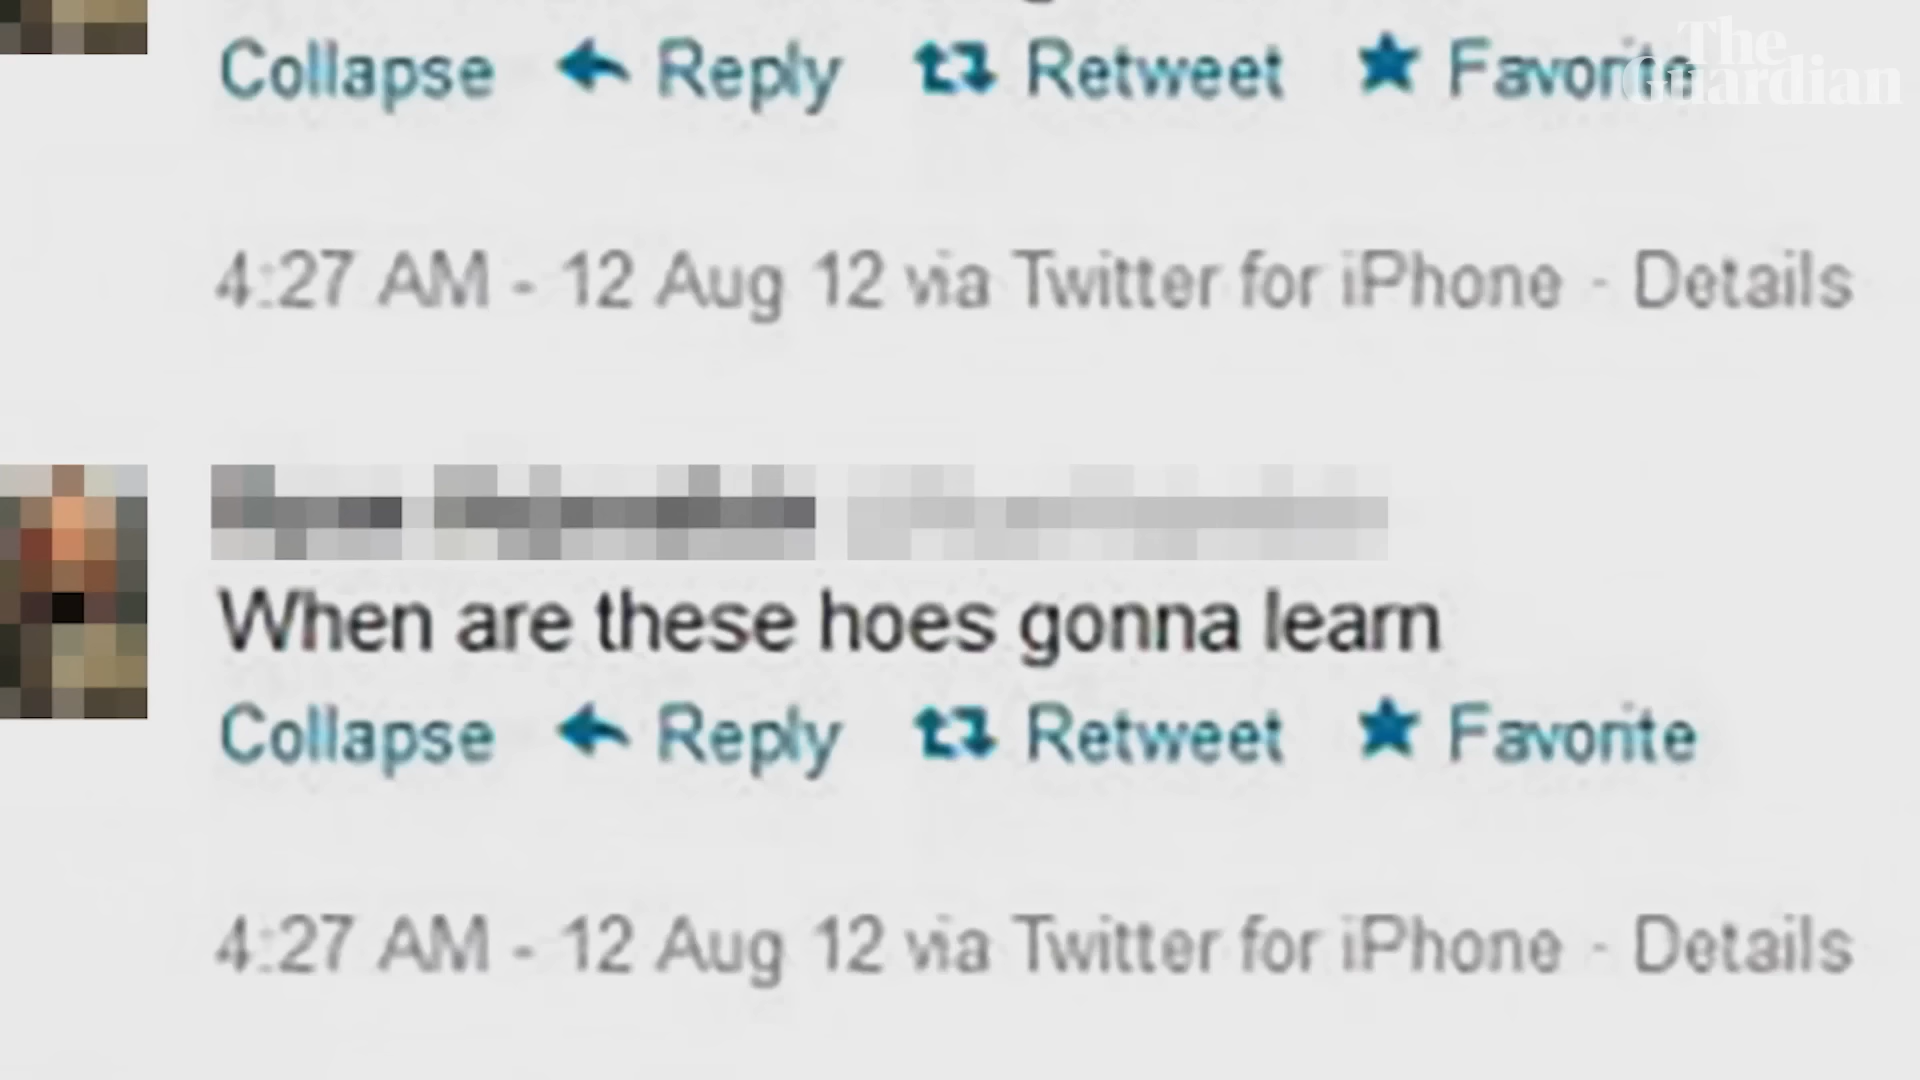 The
Guardian
Collapse Reply Retweet Favorite
4:27 AM - 12 Aug 12 via Twitter for iPhone · Details
When are these hoes gonna learn
Collapse Reply Retweet Favorite
4:27 AM - 12 Aug 12 via Twitter for iPhone · Details